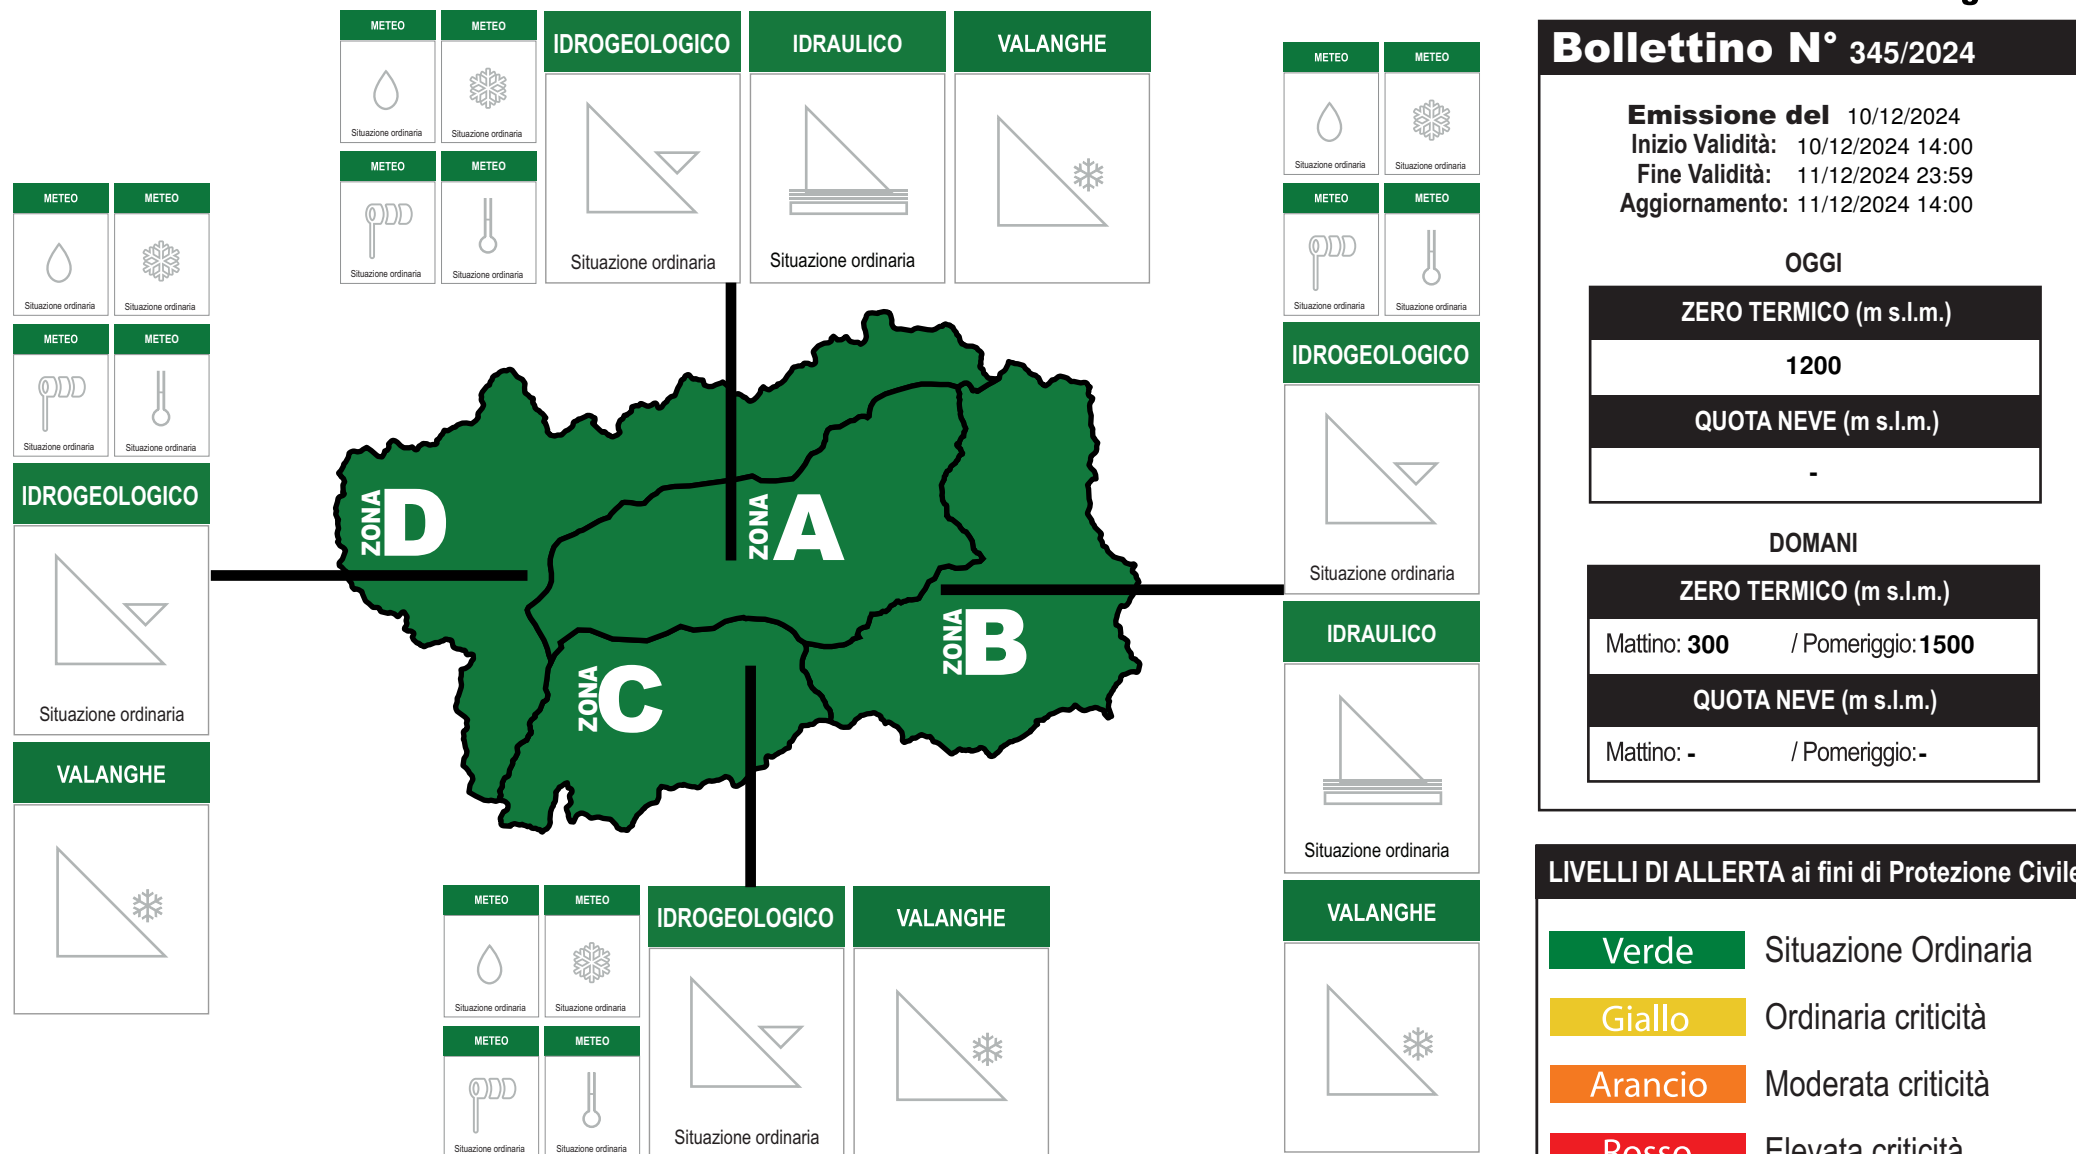 METEO
METEO
Situazione ordinaria
Situazione ordinaria
METEO
METEO
Situazione ordinaria
Situazione ordinaria
IDROGEOLOGICO
Situazione ordinaria
IDRAULICO
Situazione ordinaria
VALANGHE
METEO
METEO
Situazione ordinaria
Situazione ordinaria
METEO
METEO
Situazione ordinaria
Situazione ordinaria
IDROGEOLOGICO
Situazione ordinaria
VALANGHE
ZONA D
ZONA A
ZONA B
ZONA C
METEO
METEO
Situazione ordinaria
Situazione ordinaria
METEO
METEO
Situazione ordinaria
Situazione ordinaria
IDROGEOLOGICO
Situazione ordinaria
IDRAULICO
Situazione ordinaria
VALANGHE
METEO
METEO
Situazione ordinaria
Situazione ordinaria
METEO
METEO
Situazione ordinaria
Situazione ordinaria
IDROGEOLOGICO
Situazione ordinaria
VALANGHE
Bollettino N° 345/2024
Emissione del 10/12/2024
Inizio Validità: 10/12/2024 14:00
Fine Validità: 11/12/2024 23:59
Aggiornamento: 11/12/2024 14:00
OGGI
ZERO TERMICO (m s.l.m.)
1200
QUOTA NEVE (m s.l.m.)
-
DOMANI
ZERO TERMICO (m s.l.m.)
Mattino: 300 / Pomeriggio: 1500
QUOTA NEVE (m s.l.m.)
Mattino: - / Pomeriggio: -
LIVELLI DI ALLERTA ai fini di Protezione Civile
Verde Situazione Ordinaria
Giallo Ordinaria criticità
Arancio Moderata criticità
Rosso Elevata criticità